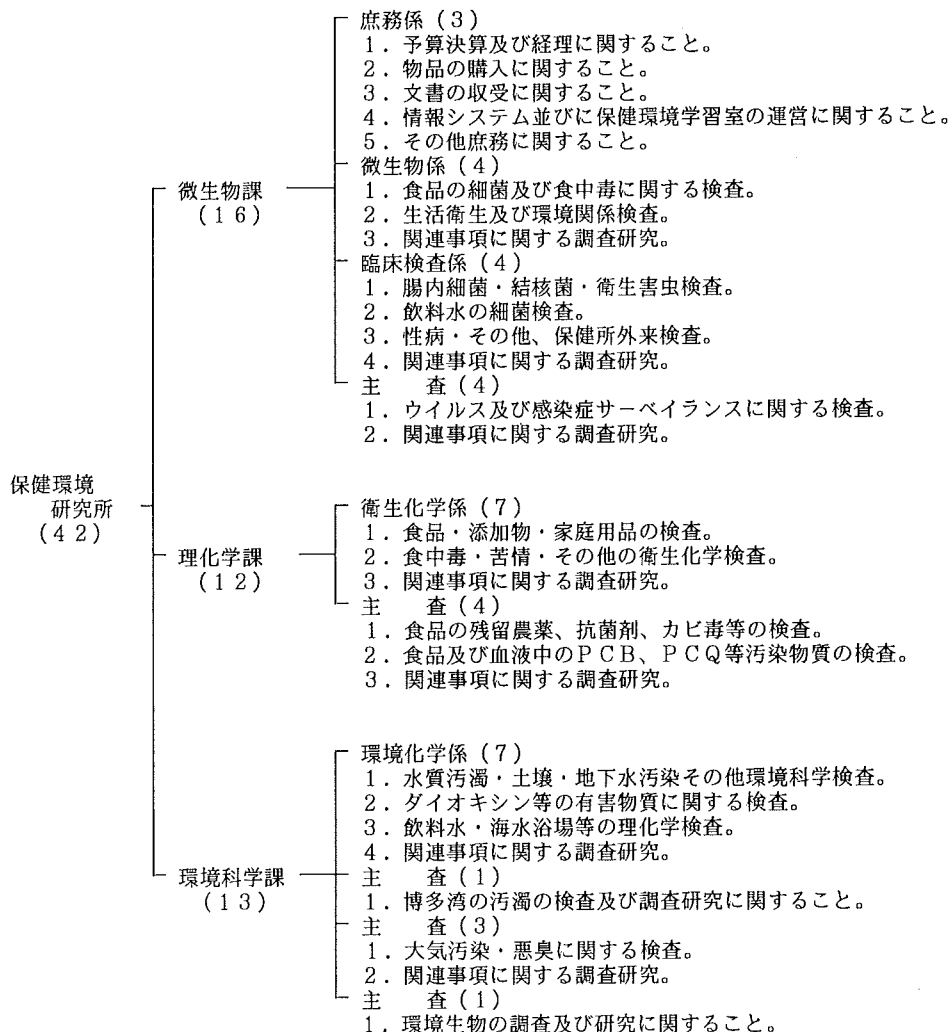 保健環境
研究所
(42)
微生物課
(16)
庶務係(3)
1.予算決算及び経理に関すること。
2.物品の購入に関すること。
3.文書の収受に関すること。
4.情報システム並びに保健環境学習室の運営に関すること。
5.その他庶務に関すること。
微生物係(4)
1.食品の細菌及び食中毒に関する検査。
2.生活衛生及び環境関係検査。
3.関連事項に関する調査研究。
臨床検査係(4)
1.腸内細菌・結核菌・衛生害虫検査。
2.飲料水の細菌検査。
3.性病・その他、保健所外来検査。
4.関連事項に関する調査研究。
主 査(4)
1.ウイルス及び感染症サーベイランスに関する検査。
2.関連事項に関する調査研究。
理化学課
(12)
衛生化学係(7)
1.食品・添加物・家庭用品の検査。
2.食中毒・苦情・その他の衛生化学検査。
3.関連事項に関する調査研究。
主 査(4)
1.食品の残留農薬、抗菌剤、カビ毒等の検査。
2.食品及び血液中のPCB、PCQ等汚染物質の検査。
3.関連事項に関する調査研究。
環境科学課
(13)
環境化学係(7)
1.水質汚濁・土壌・地下水汚染その他環境科学検査。
2.ダイオキシン等の有害物質に関する検査。
3.飲料水・海水浴場等の理化学検査。
4.関連事項に関する調査研究。
主 査(1)
1.博多湾の汚濁の検査及び調査研究に関すること。
主 査(3)
1.大気汚染・悪臭に関する検査。
2.関連事項に関する調査研究。
主 査(1)
1.環境生物の調査及び研究に関すること。